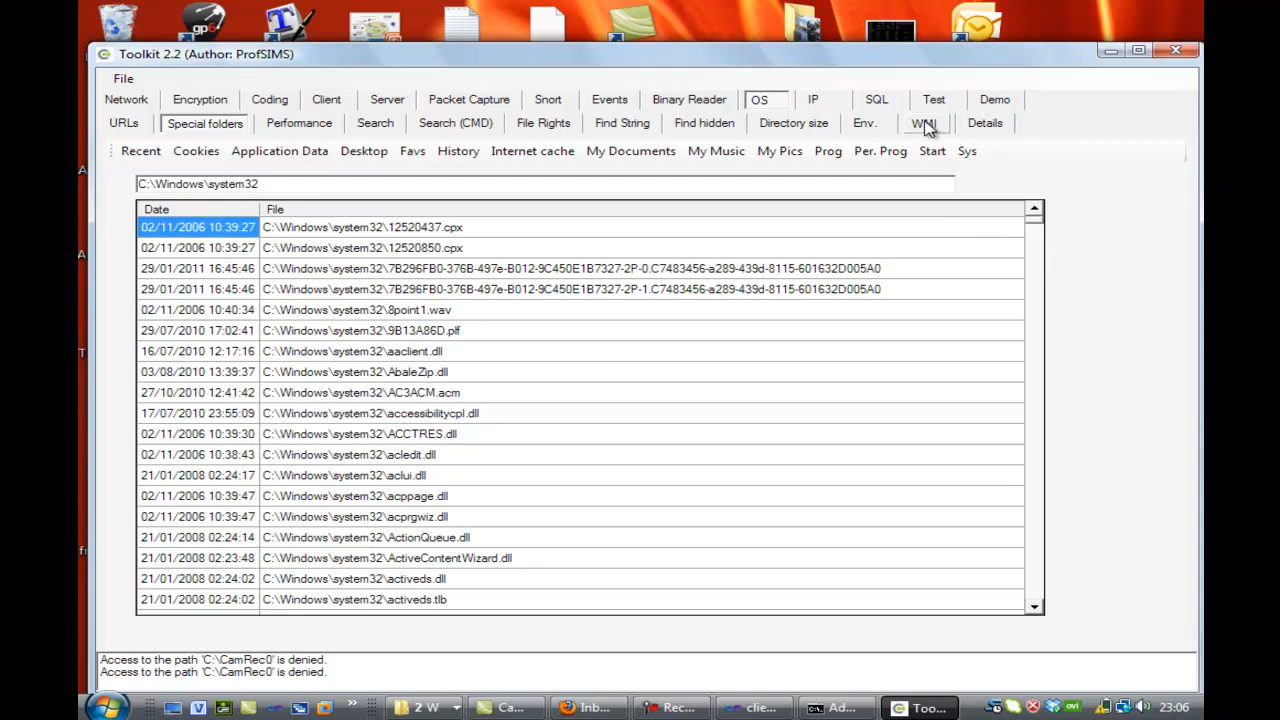 gp6
Toolkit 2.2 (Author: ProfSIMS)
File
Network Encryption Coding Client Server Packet Capture Snort Events Binary Reader OS IP SQL Test Demo
URLs Special folders Performance Search Search (CMD) File Rights Find String Find hidden Directory size Env. WMI Details
Recent Cookies Application Data Desktop Favs History Internet cache My Documents My Music My Pics Prog Per. Prog Start Sys
C:\Windows\system32
Date File
02/11/2006 10:39:27 C:\Windows\system32\12520437.cpx
02/11/2006 10:39:27 C:\Windows\system32\12520850.cpx
29/01/2011 16:45:46 C:\Windows\system32\7B296FB0-376B-497e-B012-9C450E1B7327-2P-0.C7483456-a289-439d-8115-601632D005A0
29/01/2011 16:45:46 C:\Windows\system32\7B296FB0-376B-497e-B012-9C450E1B7327-2P-1.C7483456-a289-439d-8115-601632D005A0
02/11/2006 10:40:34 C:\Windows\system32\8point1.wav
29/07/2010 17:02:41 C:\Windows\system32\9B13A86D.plf
16/07/2010 12:17:16 C:\Windows\system32\aaclient.dll
03/08/2010 13:39:37 C:\Windows\system32\AbaleZip.dll
27/10/2010 12:41:42 C:\Windows\system32\AC3ACM.acm
17/07/2010 23:55:09 C:\Windows\system32\accessibilitycpl.dll
02/11/2006 10:39:30 C:\Windows\system32\ACCTRES.dll
02/11/2006 10:38:43 C:\Windows\system32\acledit.dll
21/01/2008 02:24:17 C:\Windows\system32\aclui.dll
02/11/2006 10:39:47 C:\Windows\system32\acppage.dll
02/11/2006 10:39:47 C:\Windows\system32\acprgwiz.dll
21/01/2008 02:24:14 C:\Windows\system32\ActionQueue.dll
21/01/2008 02:23:48 C:\Windows\system32\ActiveContentWizard.dll
21/01/2008 02:24:02 C:\Windows\system32\activeds.dll
21/01/2008 02:24:02 C:\Windows\system32\activeds.tlb
Access to the path 'C:\CamRec0' is denied.
Access to the path 'C:\CamRec0' is denied.
2 W Ca... Inb... Rec... clie... Ad... Too... 23:06